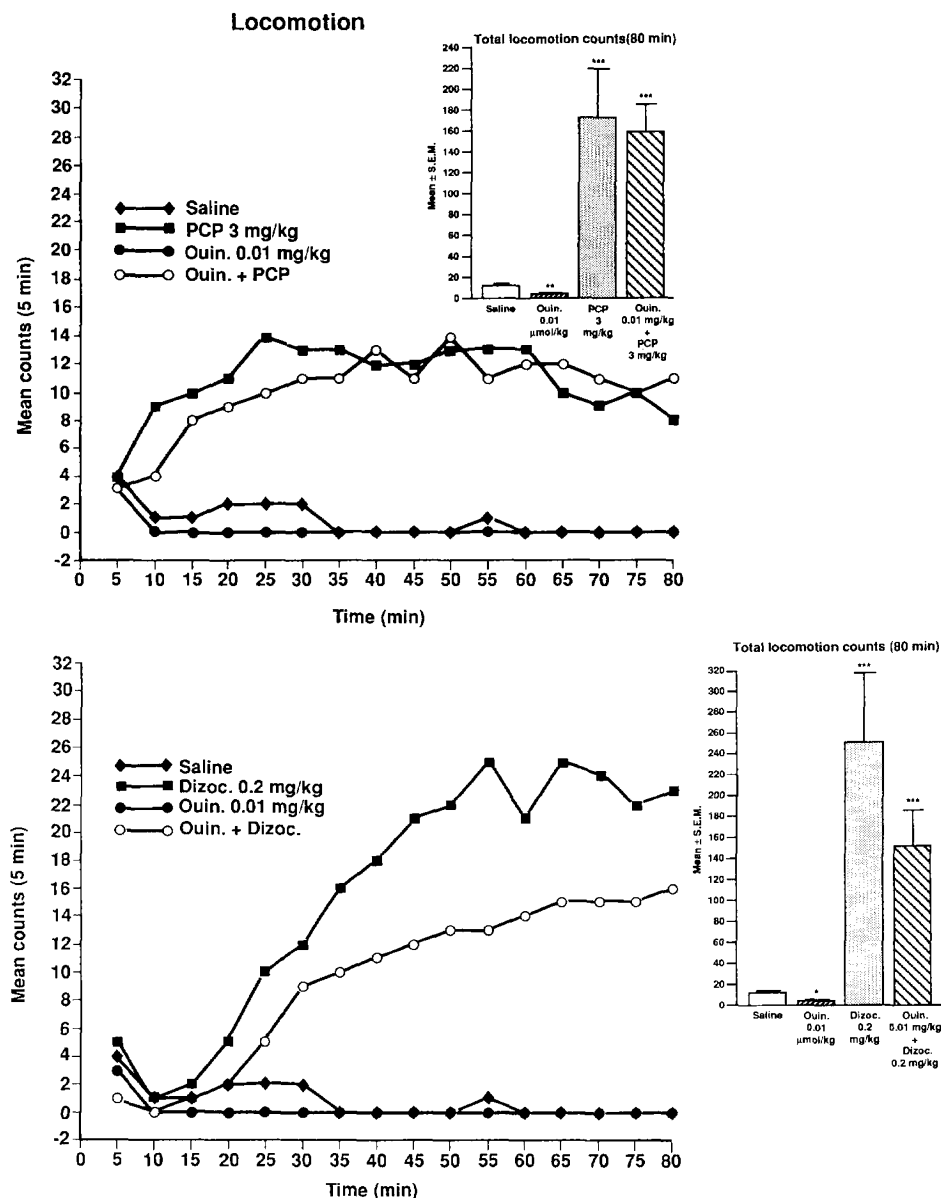 Locomotion
Total locomotion counts(80 min)
240
220
200
180
160
140
120
100
80
60
40
20
0
Mean ± S.E.M.
***
***
**
Saline
Ouin.
0.01
μmol/kg
PCP
3
mg/kg
Ouin.
0.01 mg/kg
+
PCP
3 mg/kg
32
30
28
26
24
22
20
18
16
14
12
10
8
6
4
2
0
-2
Mean counts (5 min)
Saline
PCP 3 mg/kg
Ouin. 0.01 mg/kg
Ouin. + PCP
0 5 10 15 20 25 30 35 40 45 50 55 60 65 70 75 80
Time (min)
Total locomotion counts (80 min)
320
300
280
260
240
220
200
180
160
140
120
100
80
60
40
20
0
Mean ± S.E.M.
***
***
*
Saline
Ouin.
0.01
μmol/kg
Dizoc.
0.2
mg/kg
Ouin.
0.01 mg/kg
+
Dizoc.
0.2 mg/kg
32
30
28
26
24
22
20
18
16
14
12
10
8
6
4
2
0
-2
Mean counts (5 min)
Saline
Dizoc. 0.2 mg/kg
Ouin. 0.01 mg/kg
Ouin. + Dizoc.
0 5 10 15 20 25 30 35 40 45 50 55 60 65 70 75 80
Time (min)